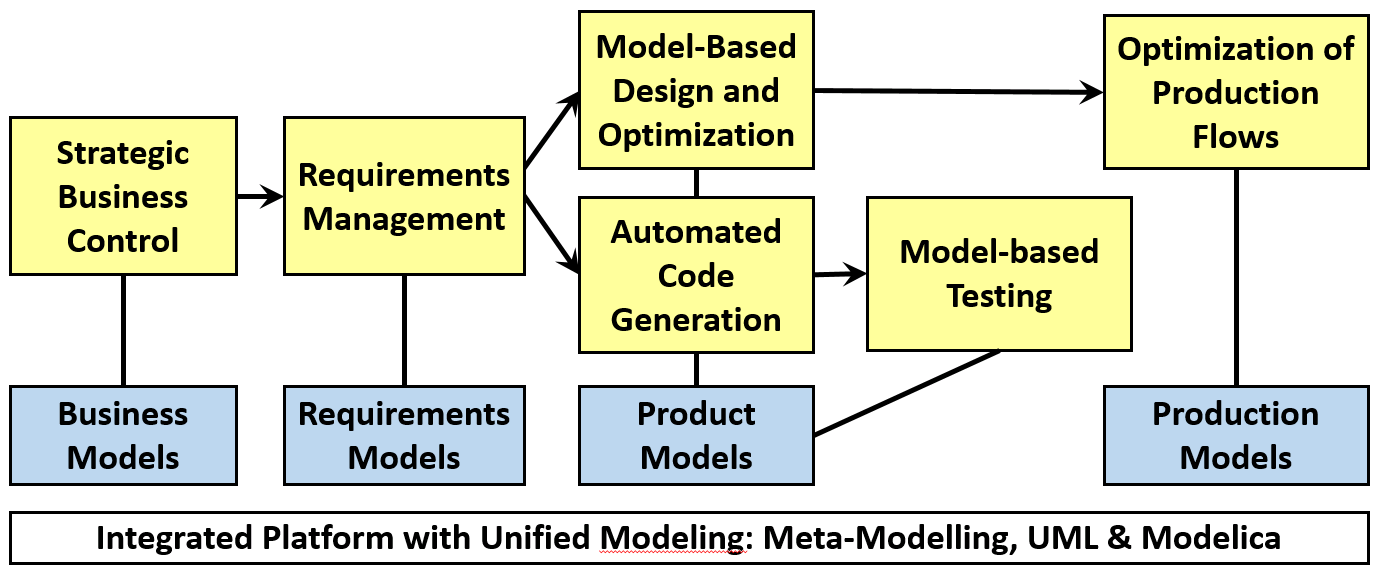 Strategic
Business
Control
Requirements
Management
Model-Based
Design and
Optimization
Automated
Code
Generation
Model-based
Testing
Optimization of
Production
Flows
Business
Models
Requirements
Models
Product
Models
Production
Models
Integrated Platform with Unified Modeling: Meta-Modelling, UML & Modelica